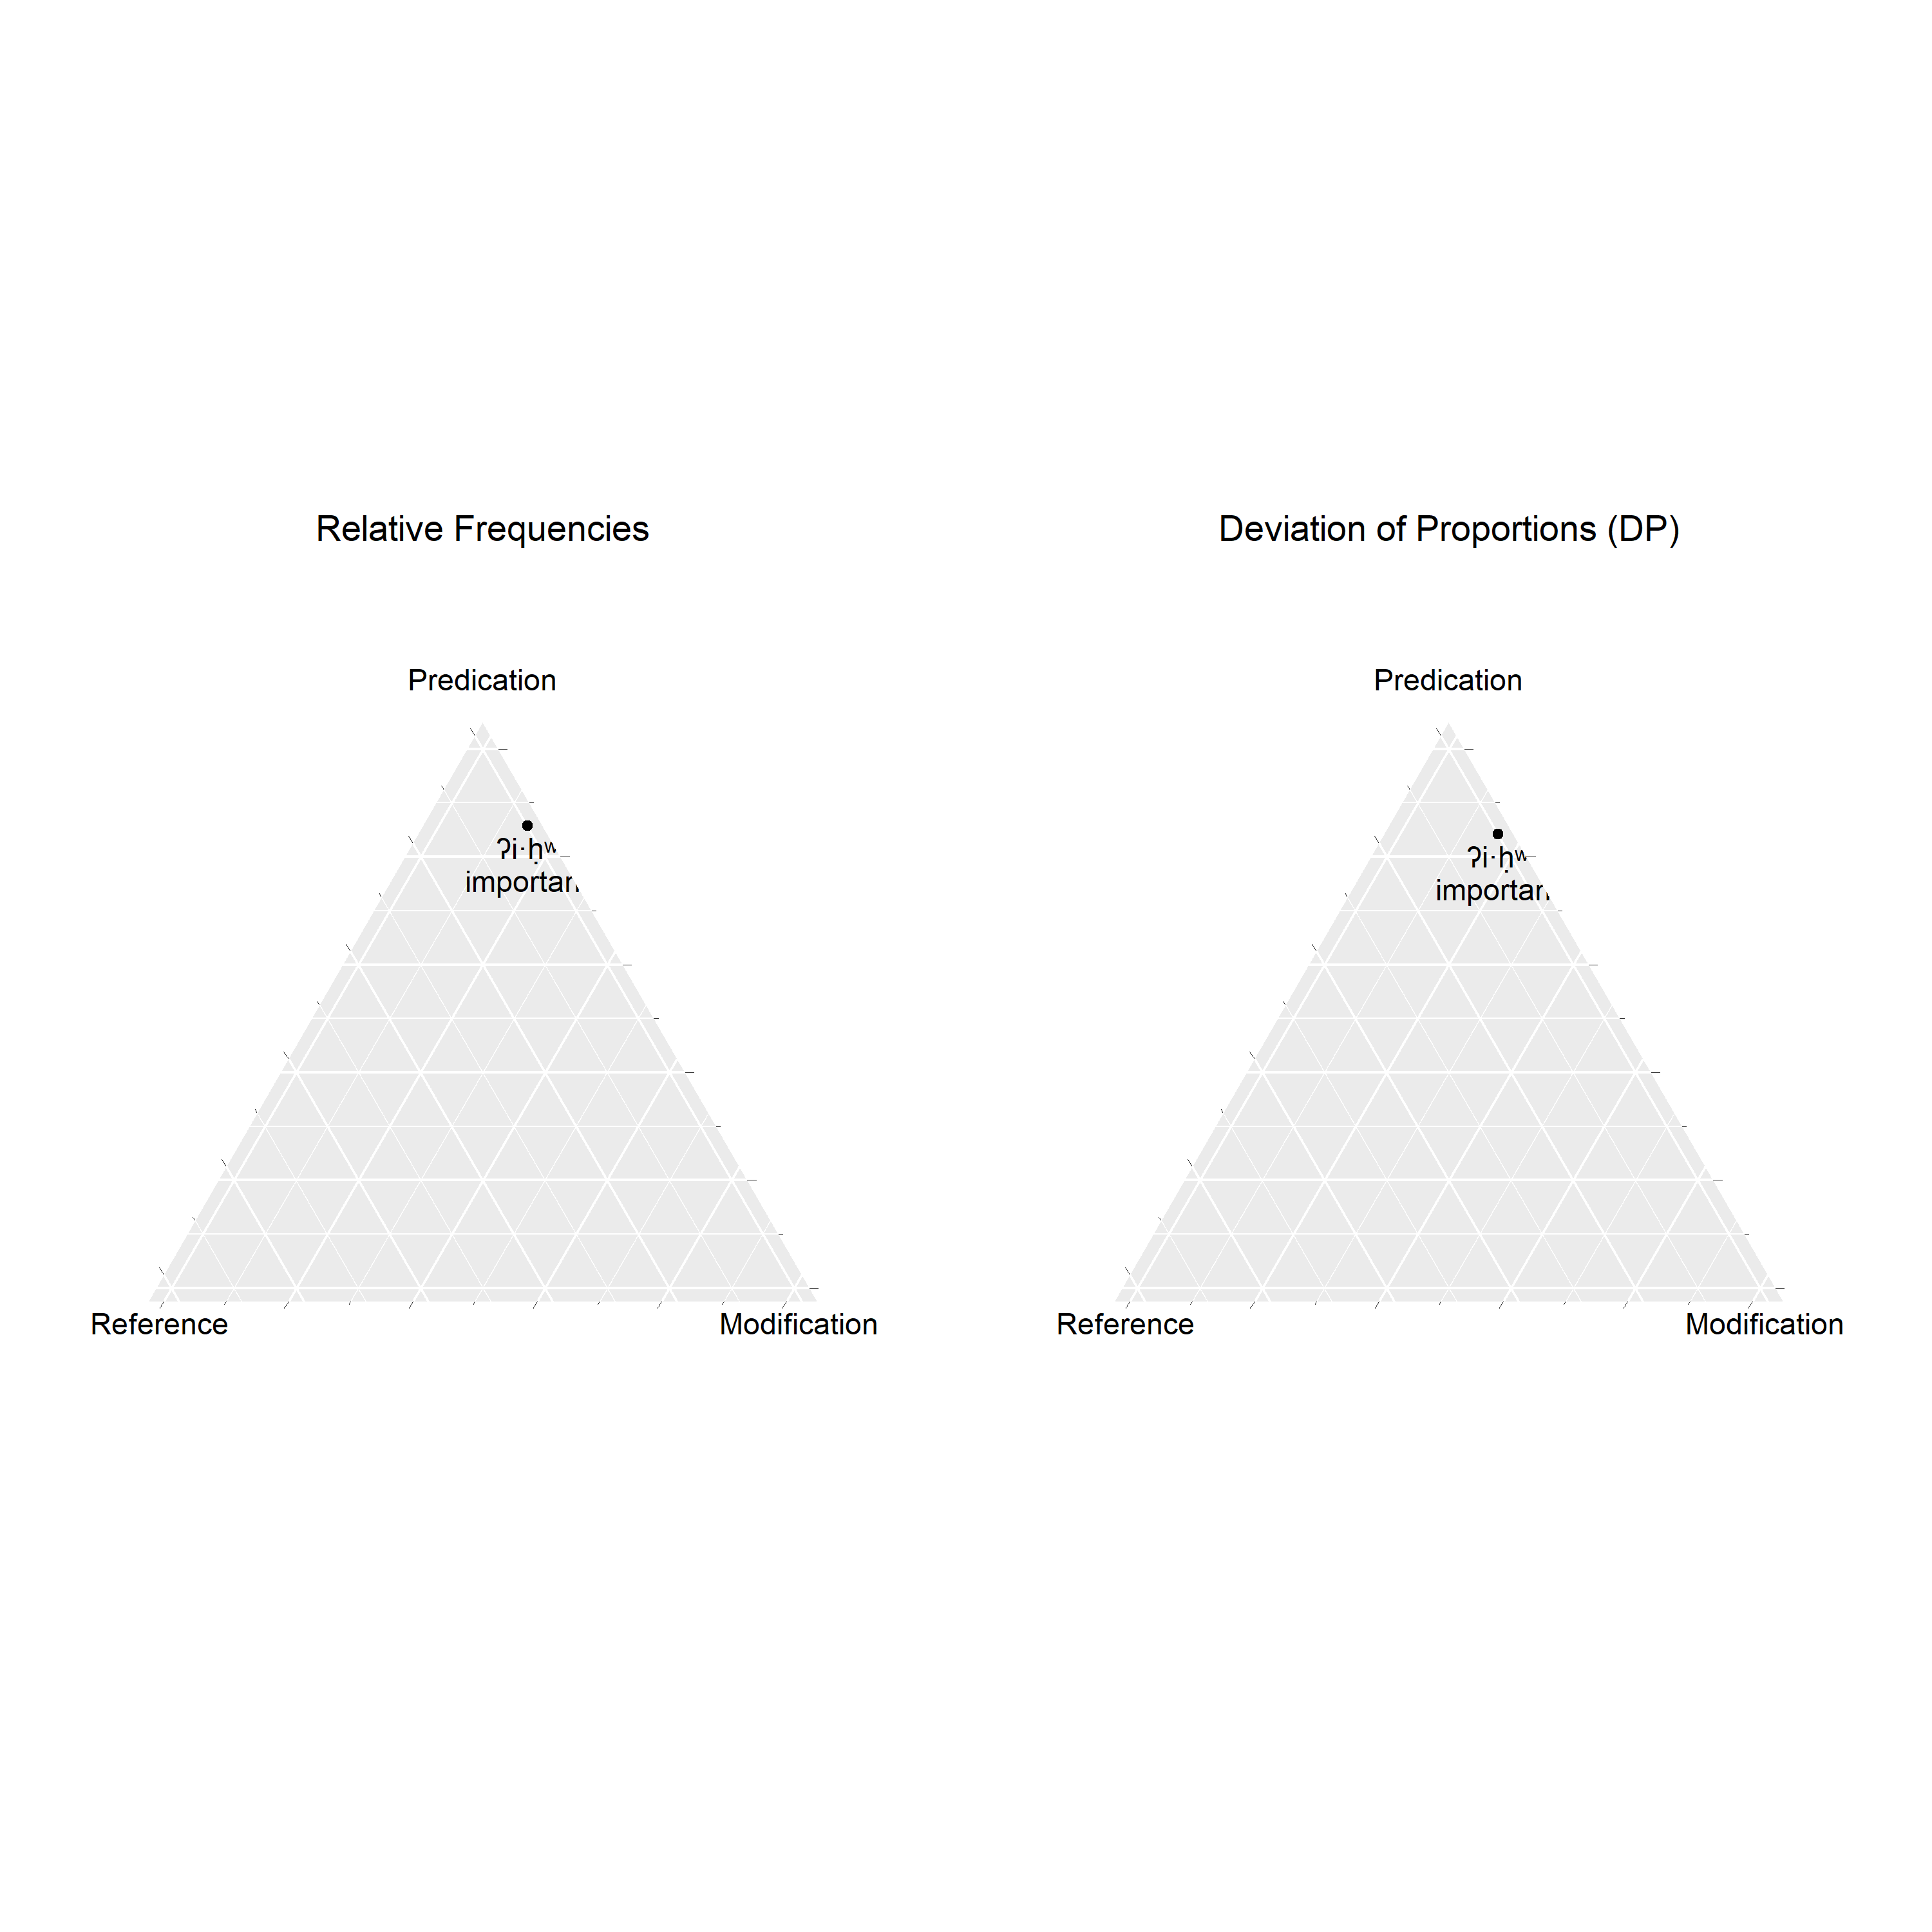 Relative Frequencies
Deviation of Proportions (DP)
Predication
Predication
ʔi·ḥʷ
importan
ʔi·ḥʷ
importan
Reference
Modification
Reference
Modification